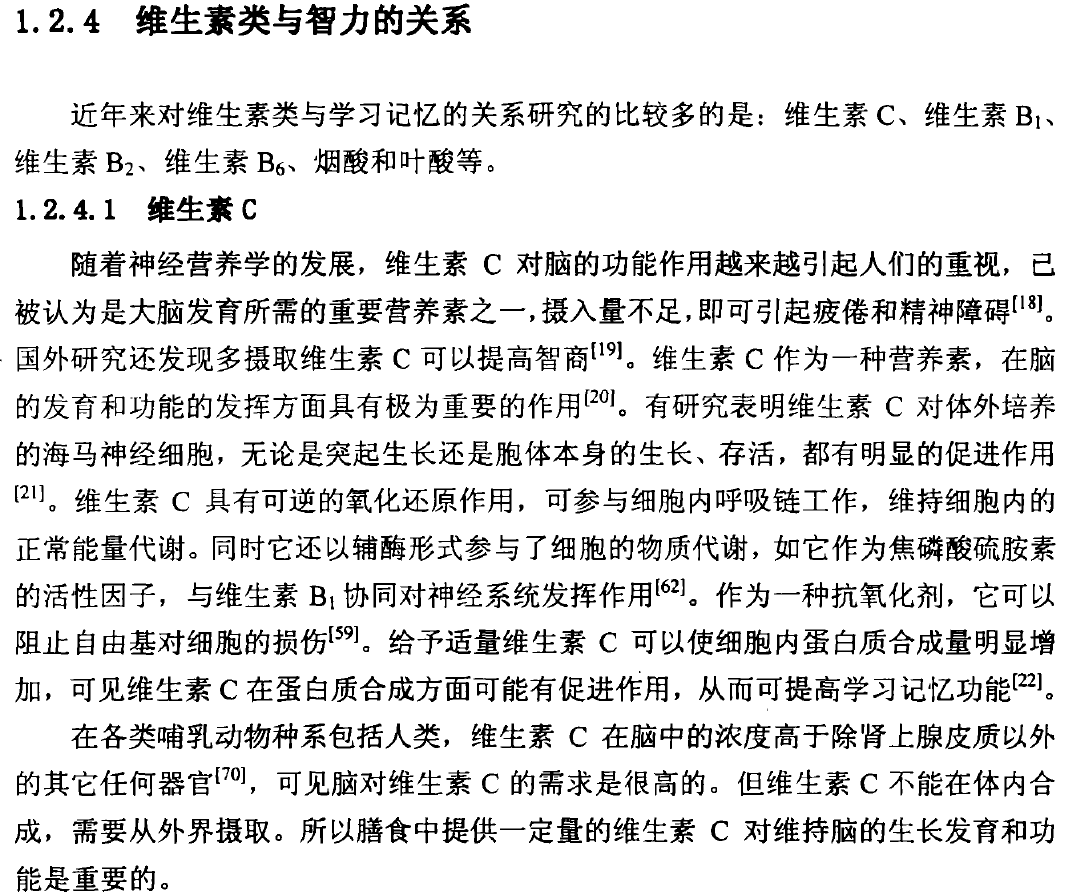 1.2.4 维生素类与智力的关系
近年来对维生素类与学习记忆的关系研究的比较多的是：维生素 C、维生素 B₁、
维生素 B₂、维生素 B₆、烟酸和叶酸等。
1.2.4.1 维生素 C
随着神经营养学的发展，维生素 C 对脑的功能作用越来越引起人们的重视，已
被认为是大脑发育所需的重要营养素之一,摄入量不足,即可引起疲倦和精神障碍[18]。
国外研究还发现多摄取维生素 C 可以提高智商[19]。维生素 C 作为一种营养素，在脑
的发育和功能的发挥方面具有极为重要的作用[20]。有研究表明维生素 C 对体外培养
的海马神经细胞，无论是突起生长还是胞体本身的生长、存活，都有明显的促进作用
[21]。维生素 C 具有可逆的氧化还原作用，可参与细胞内呼吸链工作，维持细胞内的
正常能量代谢。同时它还以辅酶形式参与了细胞的物质代谢，如它作为焦磷酸硫胺素
的活性因子，与维生素 B₁ 协同对神经系统发挥作用[62]。作为一种抗氧化剂，它可以
阻止自由基对细胞的损伤[59]。给予适量维生素 C 可以使细胞内蛋白质合成量明显增
加，可见维生素 C 在蛋白质合成方面可能有促进作用，从而可提高学习记忆功能[22]。
在各类哺乳动物种系包括人类，维生素 C 在脑中的浓度高于除肾上腺皮质以外
的其它任何器官[70]，可见脑对维生素 C 的需求是很高的。但维生素 C 不能在体内合
成，需要从外界摄取。所以膳食中提供一定量的维生素 C 对维持脑的生长发育和功
能是重要的。